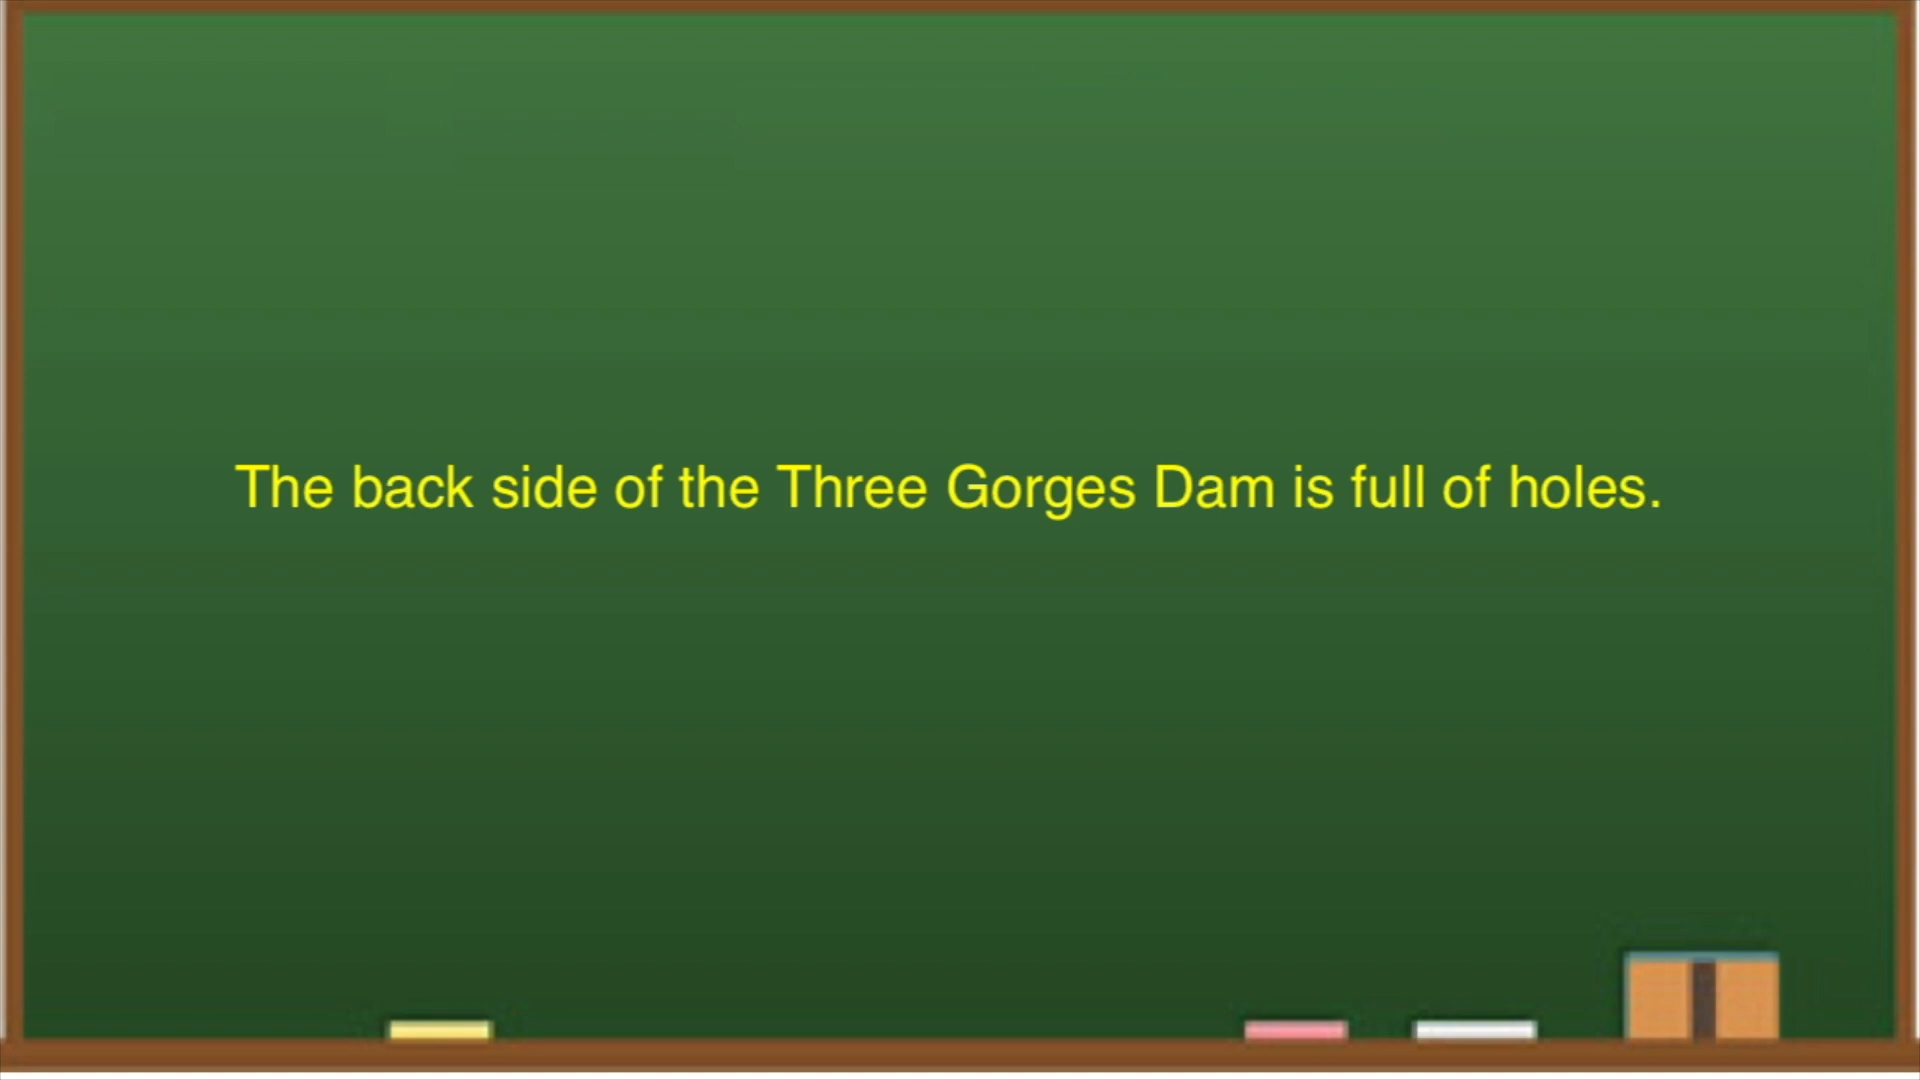 The back side of the Three Gorges Dam is full of holes.